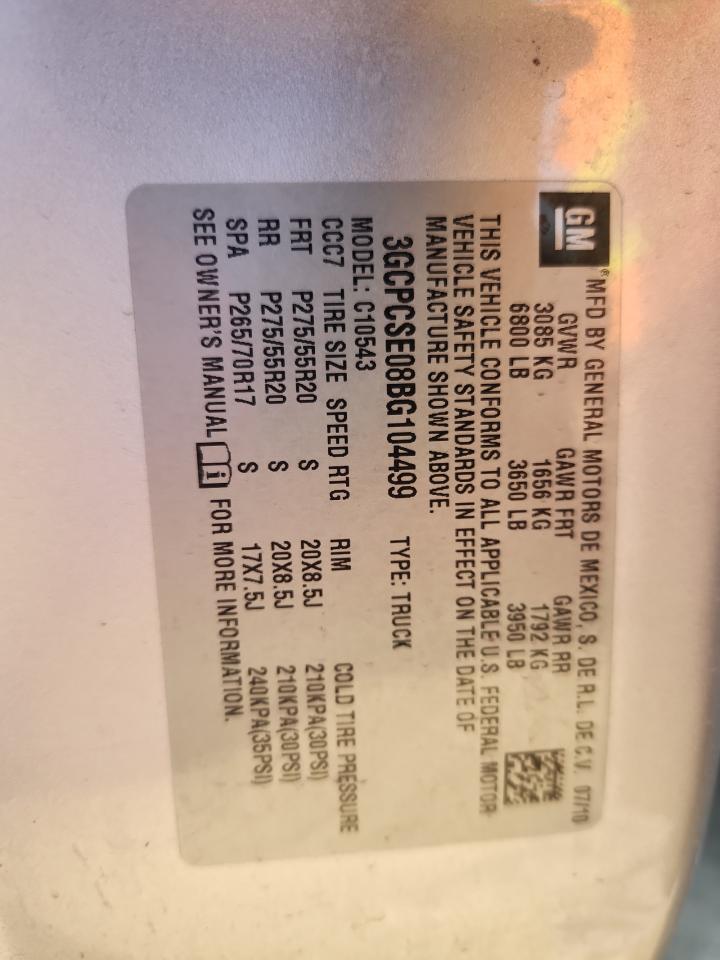 GM® MFD BY GENERAL MOTORS DE MEXICO, S. DE R.L. DE C.V. 07/10
GVWR GAWR FRT GAWR RR
3085 KG 1656 KG 1792 KG
6800 LB 3650 LB 3950 LB
THIS VEHICLE CONFORMS TO ALL APPLICABLE U.S. FEDERAL MOTOR
VEHICLE SAFETY STANDARDS IN EFFECT ON THE DATE OF
MANUFACTURE SHOWN ABOVE.
3GCPCSE08BG104499 TYPE: TRUCK
MODEL: C10543
CCC7 TIRE SIZE SPEED RTG RIM COLD TIRE PRESSURE
FRT P275/55R20 S 20X8.5J 210KPA(30PSI)
RR P275/55R20 S 20X8.5J 210KPA(30PSI)
SPA P265/70R17 S 17X7.5J 240KPA(35PSI)
SEE OWNER'S MANUAL i FOR MORE INFORMATION.